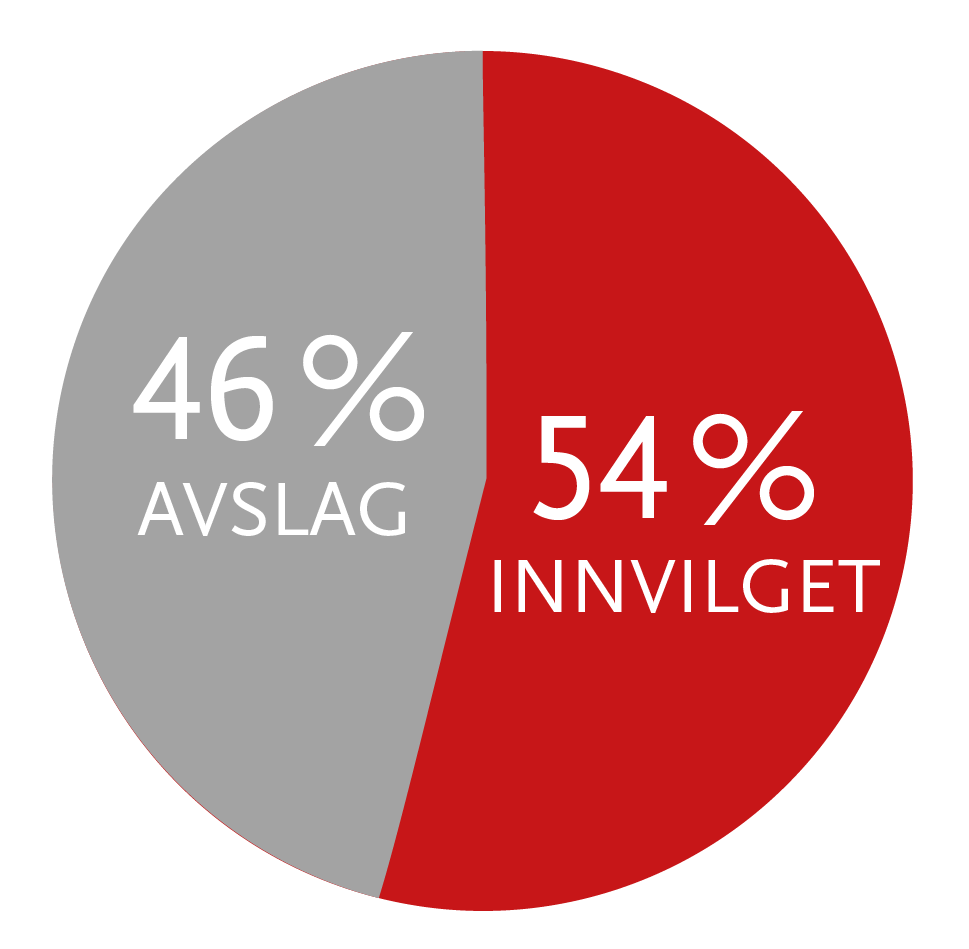 46 %
AVSLAG
54 %
INNVILGET